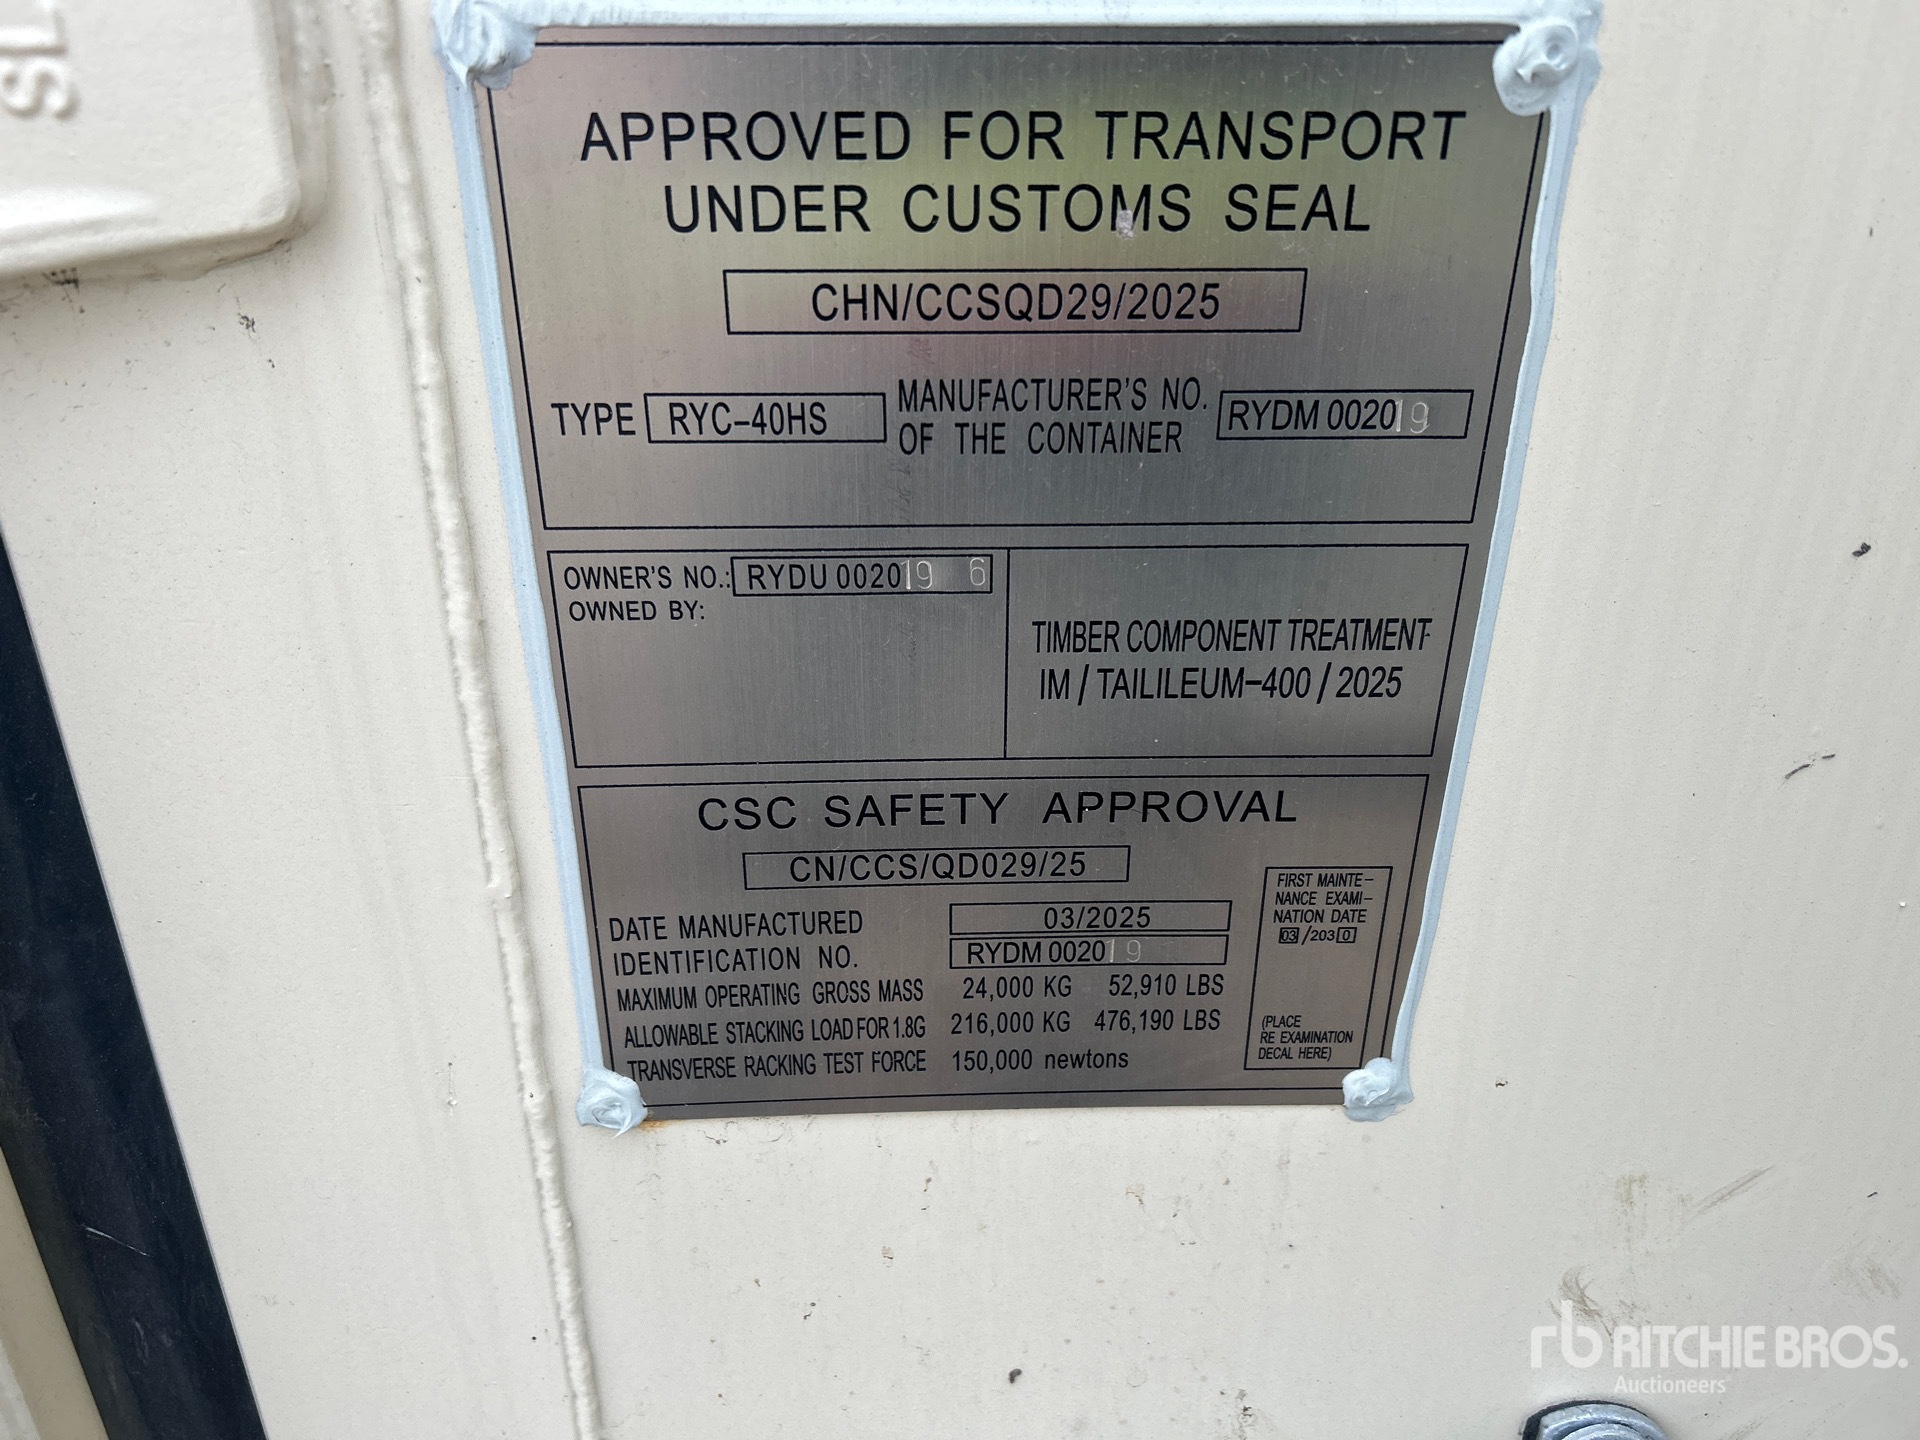 APPROVED FOR TRANSPORT
UNDER CUSTOMS SEAL
CHN/CCSQD29/2025
TYPE RYC-40HS MANUFACTURER'S NO. OF THE CONTAINER RYDM 002019
OWNER'S NO.: RYDU 002019 6
OWNED BY:
TIMBER COMPONENT TREATMENT
IM / TAILILEUM-400 / 2025
CSC SAFETY APPROVAL
CN/CCS/QD029/25
DATE MANUFACTURED 03/2025
IDENTIFICATION NO. RYDM 002019
MAXIMUM OPERATING GROSS MASS 24,000 KG 52,910 LBS
ALLOWABLE STACKING LOAD FOR 1.8G 216,000 KG 476,190 LBS
TRANSVERSE RACKING TEST FORCE 150,000 newtons
FIRST MAINTE-
NANCE EXAMI-
NATION DATE
03/2030
(PLACE
RE EXAMINATION
DECAL HERE)
rb RITCHIE BROS.
Auctioneers